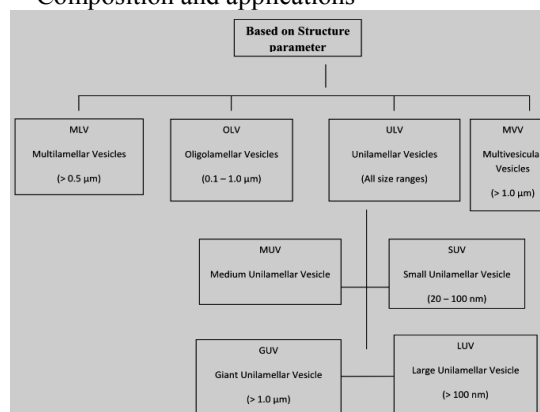 Composition and applications
Based on Structure
parameter
MLV
Multilamellar Vesicles
(> 0.5 µm)
OLV
Oligolamellar Vesicles
(0.1 – 1.0 µm)
ULV
Unilamellar Vesicles
(All size ranges)
MVV
Multivesicular
Vesicles
(> 1.0 µm)
MUV
Medium Unilamellar Vesicle
SUV
Small Unilamellar Vesicle
(20 – 100 nm)
GUV
Giant Unilamellar Vesicle
(> 1.0 µm)
LUV
Large Unilamellar Vesicle
(> 100 nm)